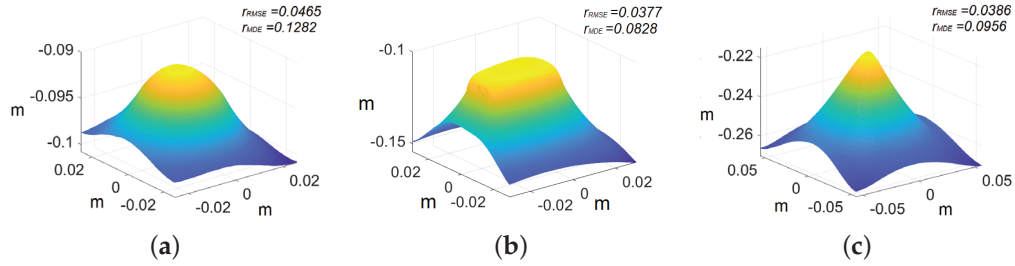 r_RMSE=0.0465
r_MDE=0.1282
-0.09
-0.095
-0.1
m
0.02
0
-0.02
m
-0.02
0
0.02
m
(a)
r_RMSE=0.0377
r_MDE=0.0828
-0.1
-0.15
m
0.02
0
-0.02
m
-0.02
0
0.02
m
(b)
r_RMSE=0.0386
r_MDE=0.0956
-0.22
-0.24
-0.26
m
0.05
0
-0.05
m
-0.05
0
0.05
m
(c)